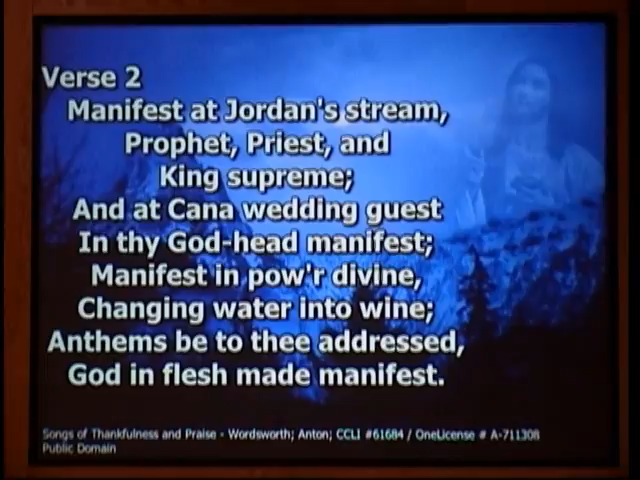 Verse 2
Manifest at Jordan's stream,
Prophet, Priest, and
King supreme;
And at Cana wedding guest
In thy God-head manifest;
Manifest in pow'r divine,
Changing water into wine;
Anthems be to thee addressed,
God in flesh made manifest.
Songs of Thankfulness and Praise - Wordsworth; Anton; CCLI #61684 / OneLicense # A-711308
Public Domain